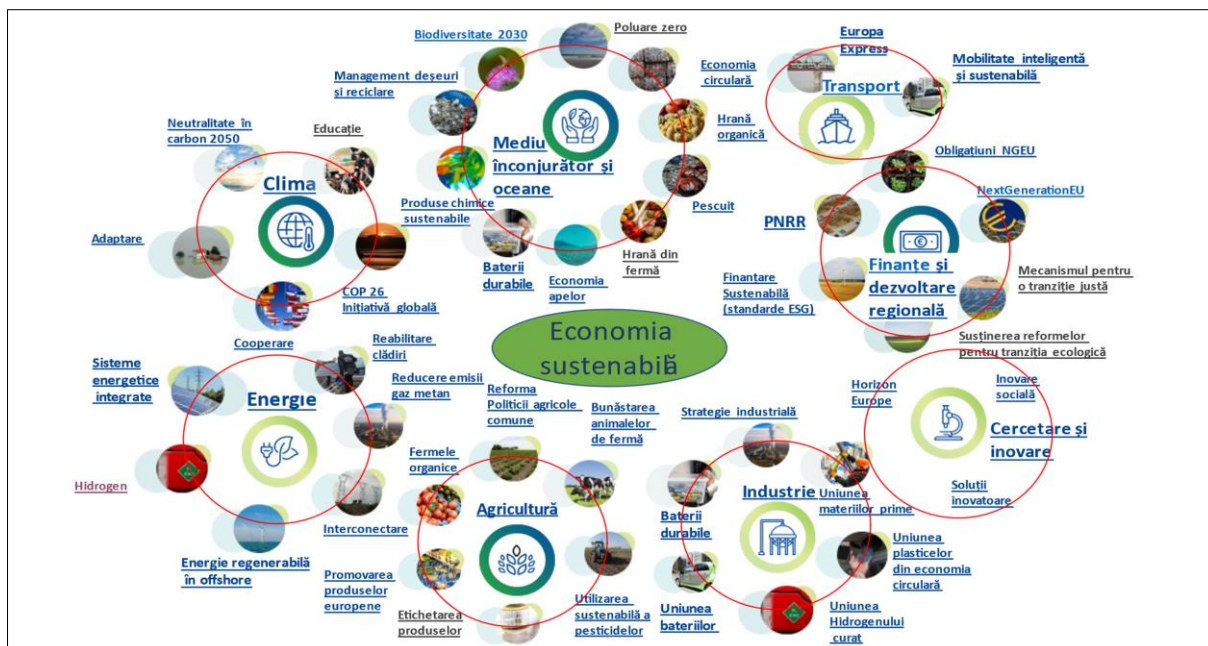 Poluare zero
Biodiversitate 2030
Management deșeuri
și reciclare
Economia
circulară
Hrană
organică
Mediu
înconjurător și
oceane
Pescuit
Hrană din
fermă
Economia
apelor
Baterii
durabile
Produse chimice
sustenabile
Europa
Express
Transport
Mobilitate inteligentă
și sustenabilă
Neutralitate în
carbon 2050
Educație
Clima
Adaptare
COP 26
Inițiativă globală
Cooperare
Obligațiuni NGEU
NextGenerationEU
PNRR
Finanțe și
dezvoltare
regională
Finanțare
Sustenabilă
(standarde ESG)
Mecanismul pentru
o tranziție justă
Susținerea reformelor
pentru tranziția ecologică
Economia
sustenabilă
Sisteme
energetice
integrate
Reabilitare
clădiri
Energie
Reducere emisii
gaz metan
Hidrogen
Interconectare
Energie regenerabilă
în offshore
Reforma
Politicii agricole
comune
Bunăstarea
animalelor
de fermă
Fermele
organice
Agricultură
Promovarea
produselor
europene
Etichetarea
produselor
Utilizarea
sustenabilă a
pesticidelor
Strategie industrială
Industrie
Uniunea
materiilor prime
Baterii
durabile
Uniunea
bateriilor
Uniunea
plasticelor
din economia
circulară
Uniunea
Hidrogenului
curat
Horizon
Europe
Inovare
socială
Cercetare și
inovare
Soluții
inovatoare